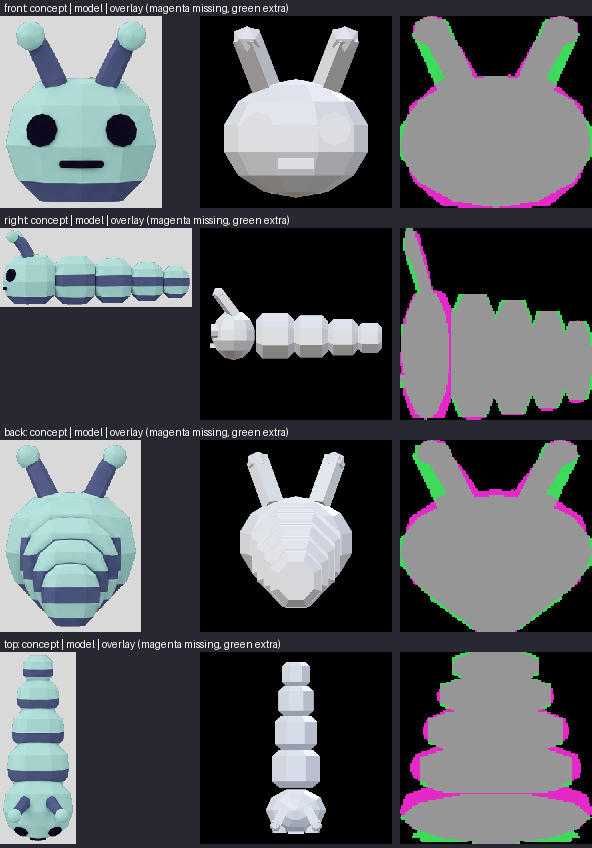 front: concept | model | overlay (magenta missing, green extra)
right: concept | model | overlay (magenta missing, green extra)
back: concept | model | overlay (magenta missing, green extra)
top: concept | model | overlay (magenta missing, green extra)